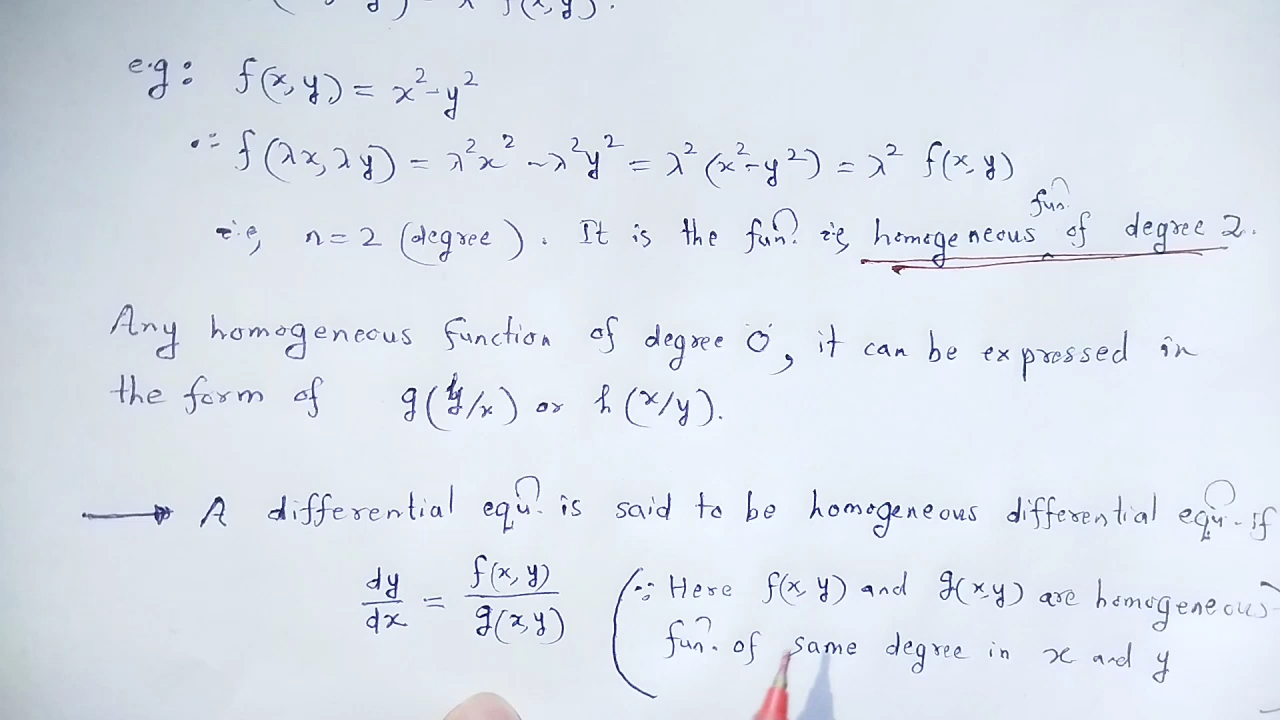 f(x,y).
e.g: f(x,y) = x²-y²
∵ f(λx, λy) = λ²x² - λ²y² = λ²(x²-y²) = λ² f(x,y)
i.e, n=2 (degree). It is the fun. ie, homogeneous fun. of degree 2.
Any homogeneous function of degree 0, it can be expressed in
the form of g(y/x) or h(x/y).
→ A differential equ. is said to be homogeneous differential equ. if
dy/dx = f(x,y)/g(x,y) (∵ Here f(x,y) and g(x,y) are homogeneous
fun. of same degree in x and y